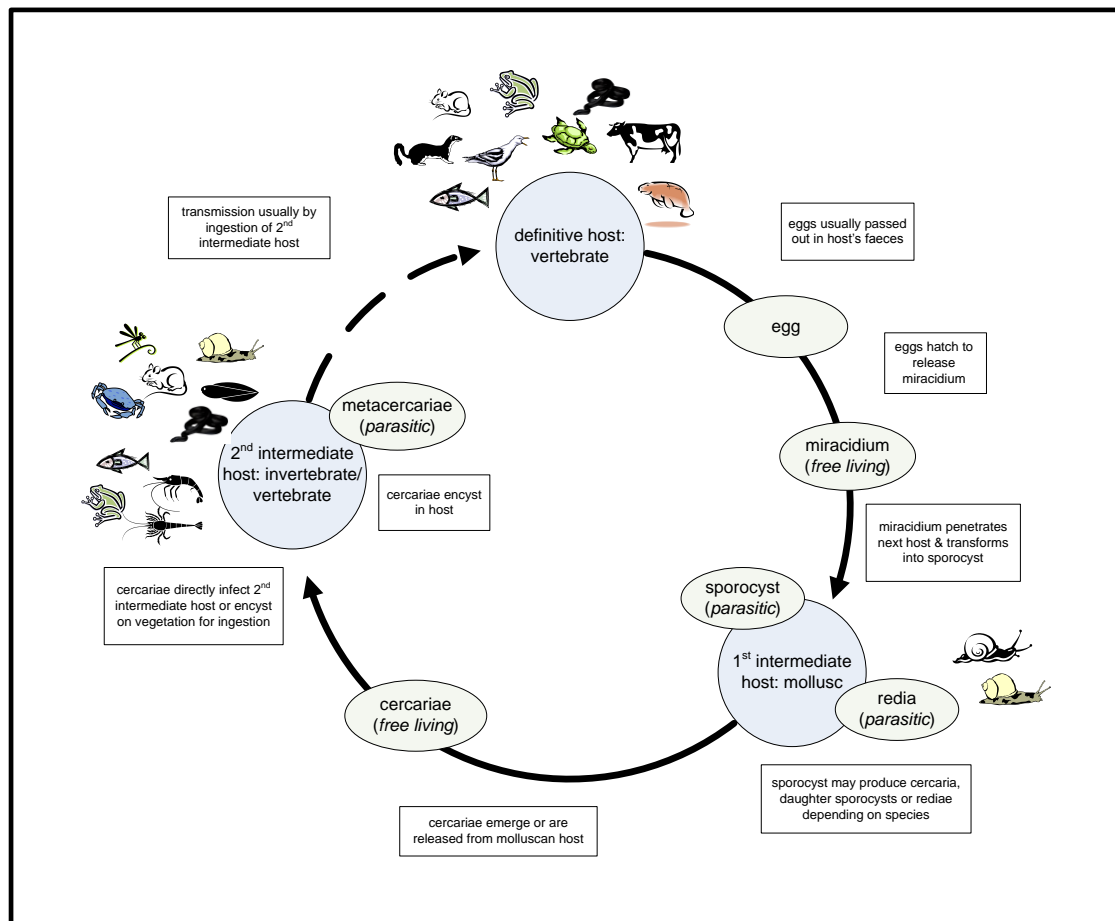 definitive host:
vertebrate
eggs usually passed
out in host's faeces
egg
eggs hatch to
release
miracidium
miracidium
(free living)
miracidium penetrates
next host & transforms
into sporocyst
sporocyst
(parasitic)
1st intermediate
host: mollusc
redia
(parasitic)
sporocyst may produce cercaria,
daughter sporocysts or rediae
depending on species
cercariae emerge or are
released from molluscan host
cercariae
(free living)
cercariae directly infect 2nd
intermediate host or encyst
on vegetation for ingestion
cercariae encyst
in host
metacercariae
(parasitic)
2nd intermediate
host: invertebrate/
vertebrate
transmission usually by
ingestion of 2nd
intermediate host